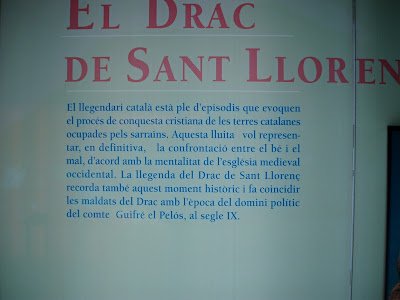 EL DRAC
DE SANT LLOREN
El llegendari català està ple d'episodis que evoquen
el procés de conquesta cristiana de les terres catalanes
ocupades pels sarraïns. Aquesta lluita vol represen-
tar, en definitiva, la confrontació entre el bé i el
mal, d'acord amb la mentalitat de l'església medieval
occidental. La llegenda del Drac de Sant Llorenç
recorda també aquest moment històric i fa coincidir
les maldats del Drac amb l'època del domini polític
del comte Guifré el Pelós, al segle IX.